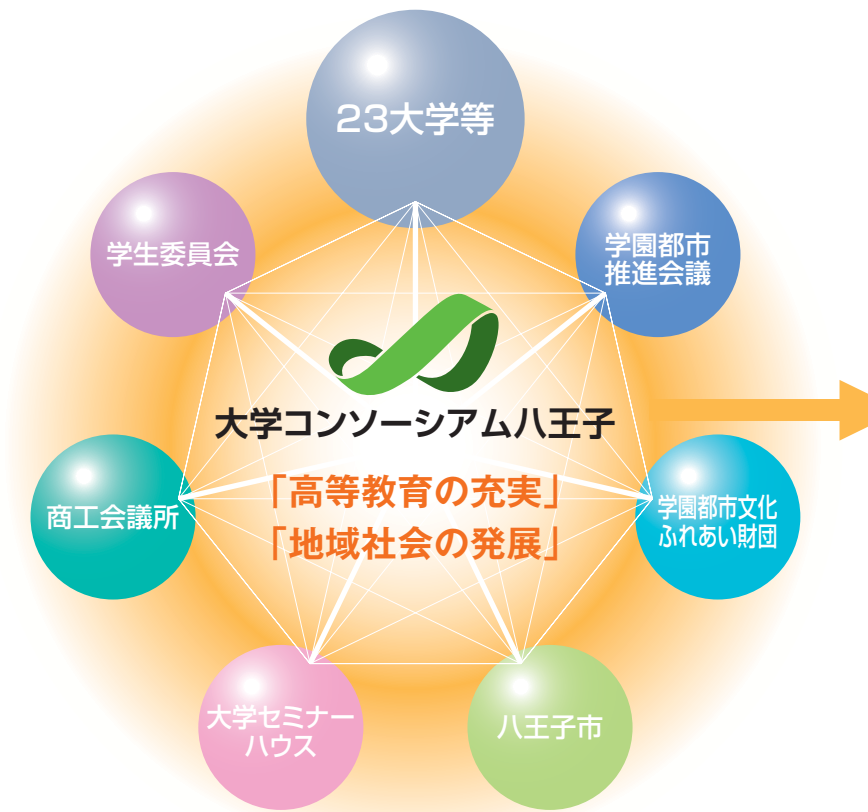 23大学等
学生委員会
学園都市
推進会議
大学コンソーシアム八王子
「高等教育の充実」
「地域社会の発展」
商工会議所
学園都市文化
ふれあい財団
大学セミナー
ハウス
八王子市